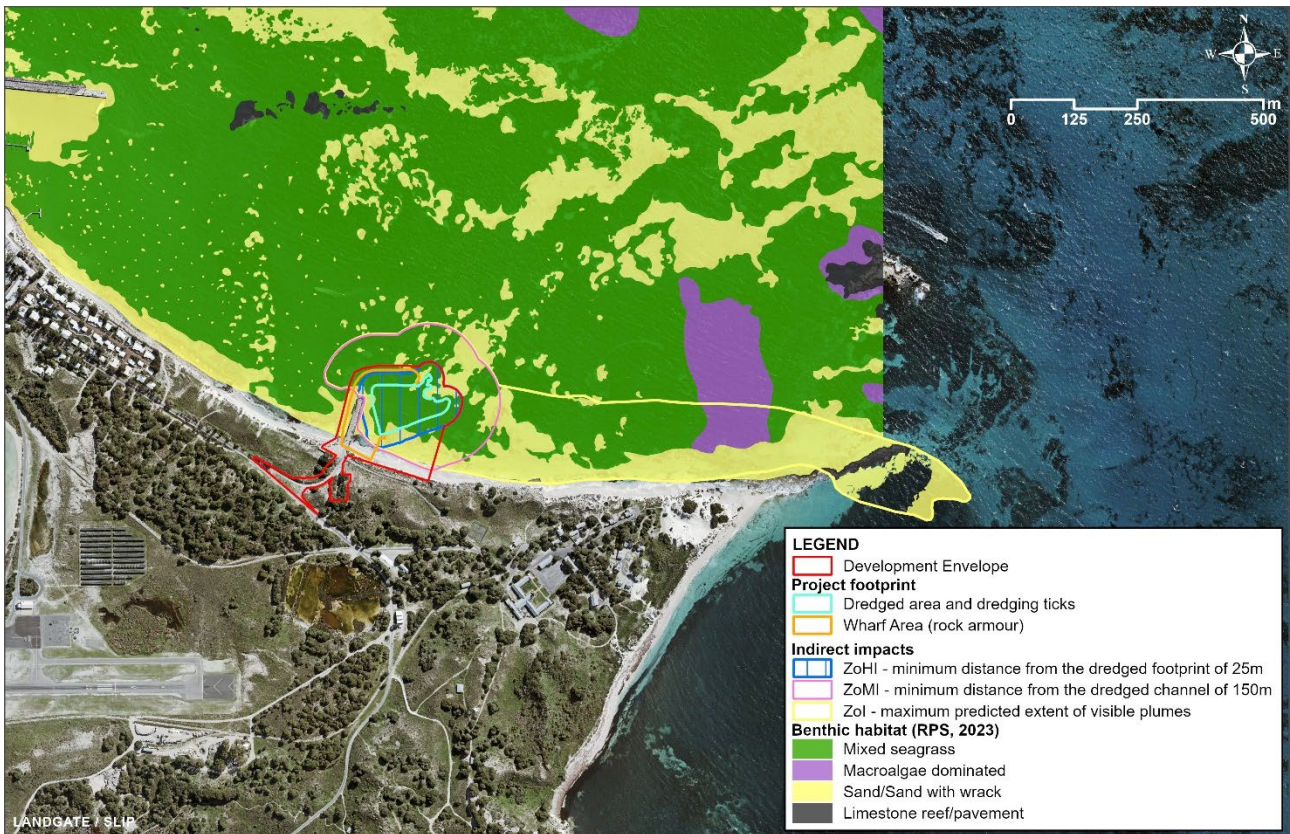 N
W E
S
m
0 125 250 500
LEGEND
Development Envelope
Project footprint
Dredged area and dredging ticks
Wharf Area (rock armour)
Indirect impacts
ZoHI - minimum distance from the dredged footprint of 25m
ZoMI - minimum distance from the dredged channel of 150m
ZoI - maximum predicted extent of visible plumes
Benthic habitat (RPS, 2023)
Mixed seagrass
Macroalgae dominated
Sand/Sand with wrack
Limestone reef/pavement
LANDGATE / SLIP